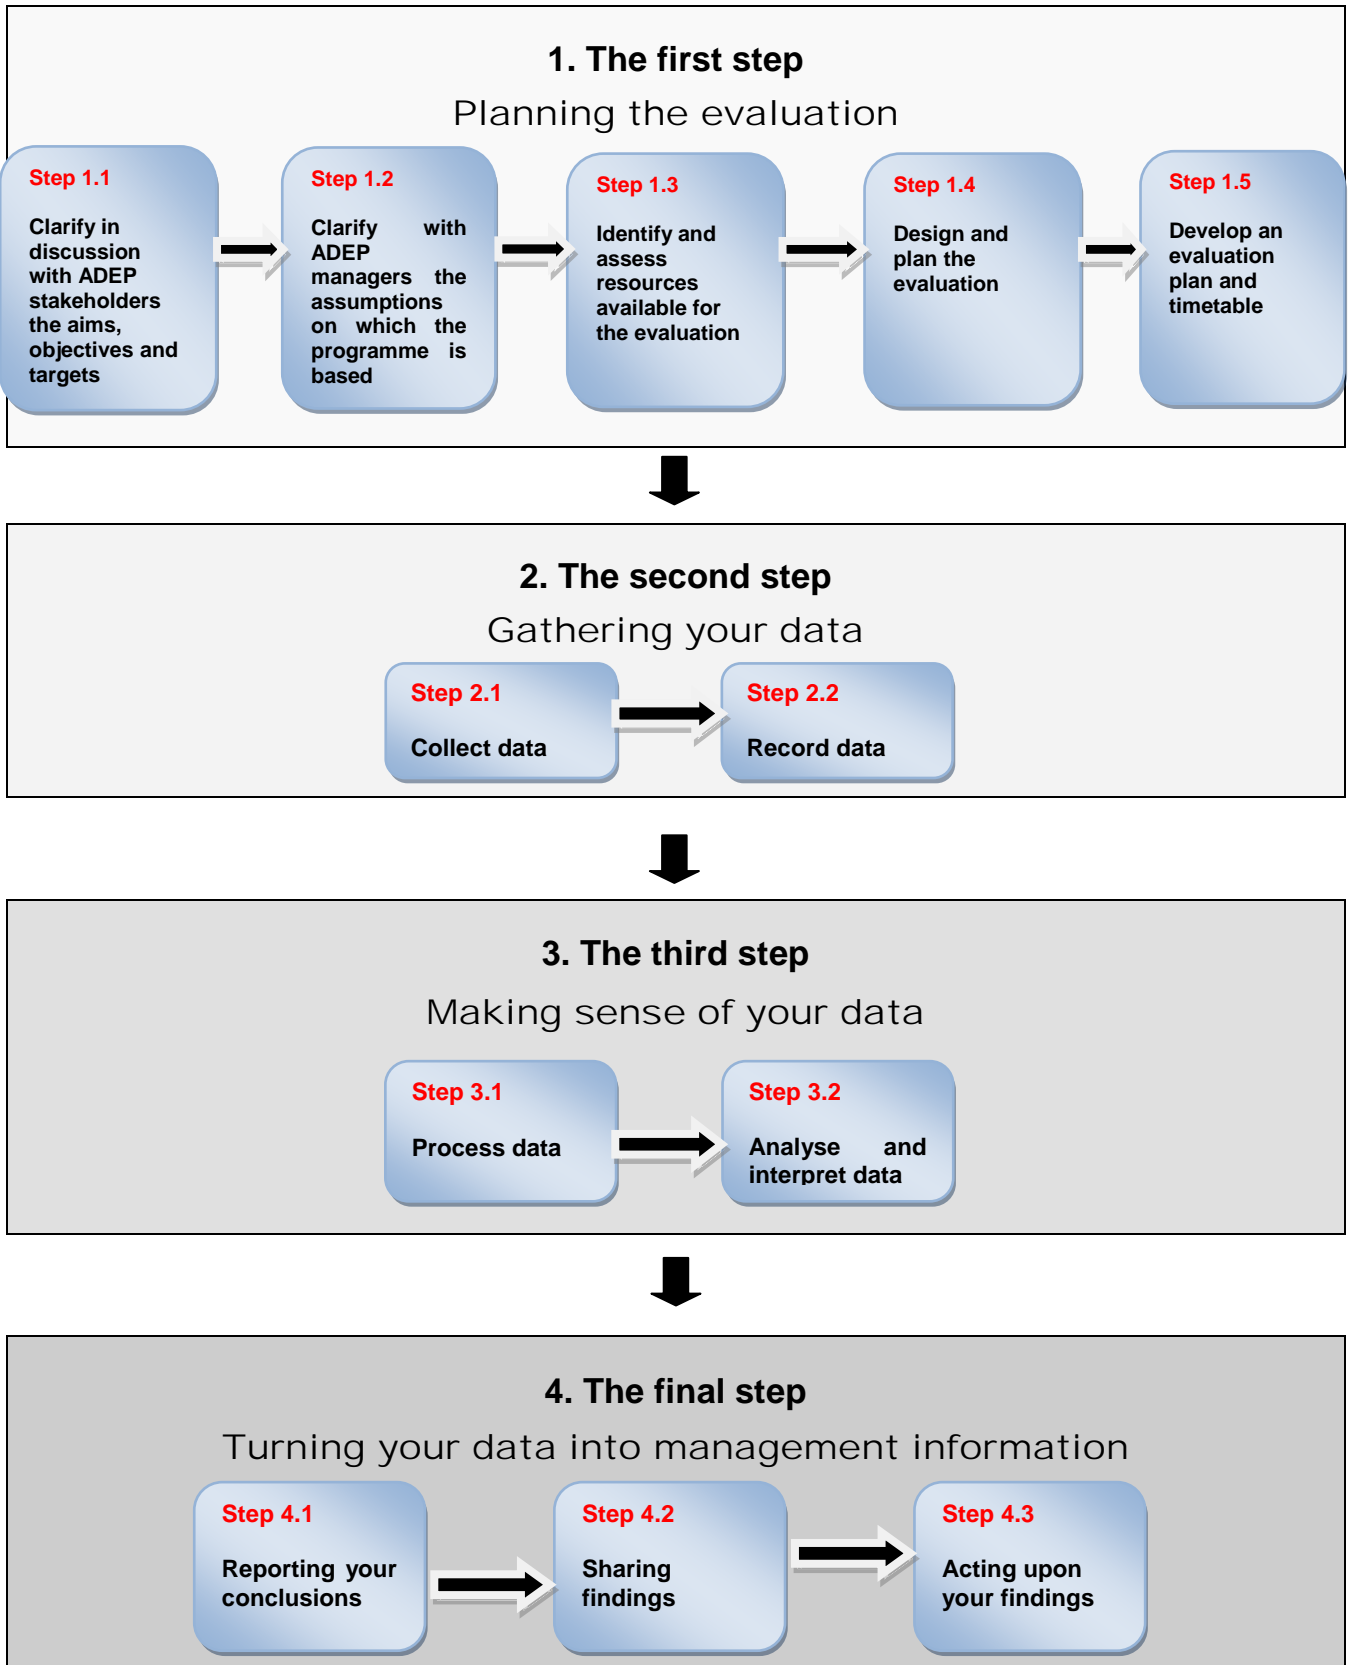 1. The first step
Planning the evaluation
Step 1.1
Clarify in
discussion
with ADEP
stakeholders
the aims,
objectives and
targets
Step 1.2
Clarify with
ADEP
managers the
assumptions
on which the
programme is
based
Step 1.3
Identify and
assess
resources
available for
the evaluation
Step 1.4
Design and
plan the
evaluation
Step 1.5
Develop an
evaluation
plan and
timetable
2. The second step
Gathering your data
Step 2.1
Collect data
Step 2.2
Record data
3. The third step
Making sense of your data
Step 3.1
Process data
Step 3.2
Analyse and
interpret data
4. The final step
Turning your data into management information
Step 4.1
Reporting your
conclusions
Step 4.2
Sharing
findings
Step 4.3
Acting upon
your findings